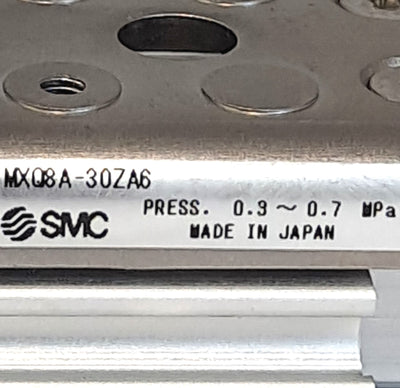 MXQ8A-30ZA6
SMC PRESS. 0.3 ~ 0.7 MPa
MADE IN JAPAN